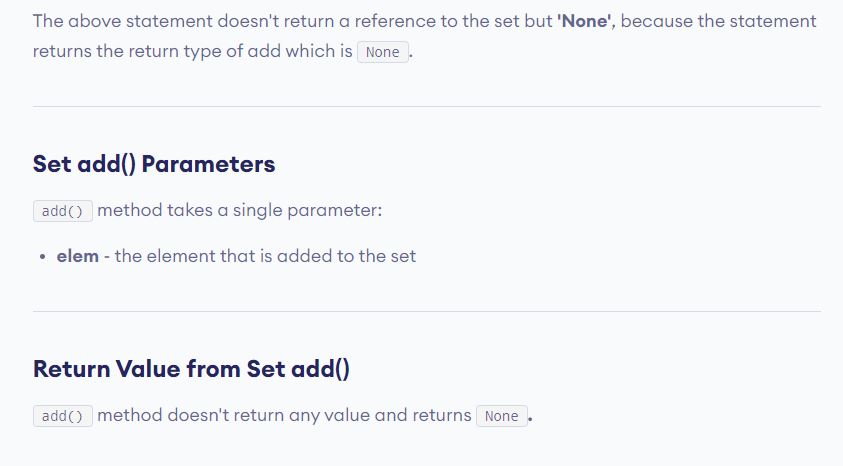 The above statement doesn't return a reference to the set but 'None', because the statement
returns the return type of add which is None.
Set add() Parameters
add() method takes a single parameter:
• elem - the element that is added to the set
Return Value from Set add()
add() method doesn't return any value and returns None.